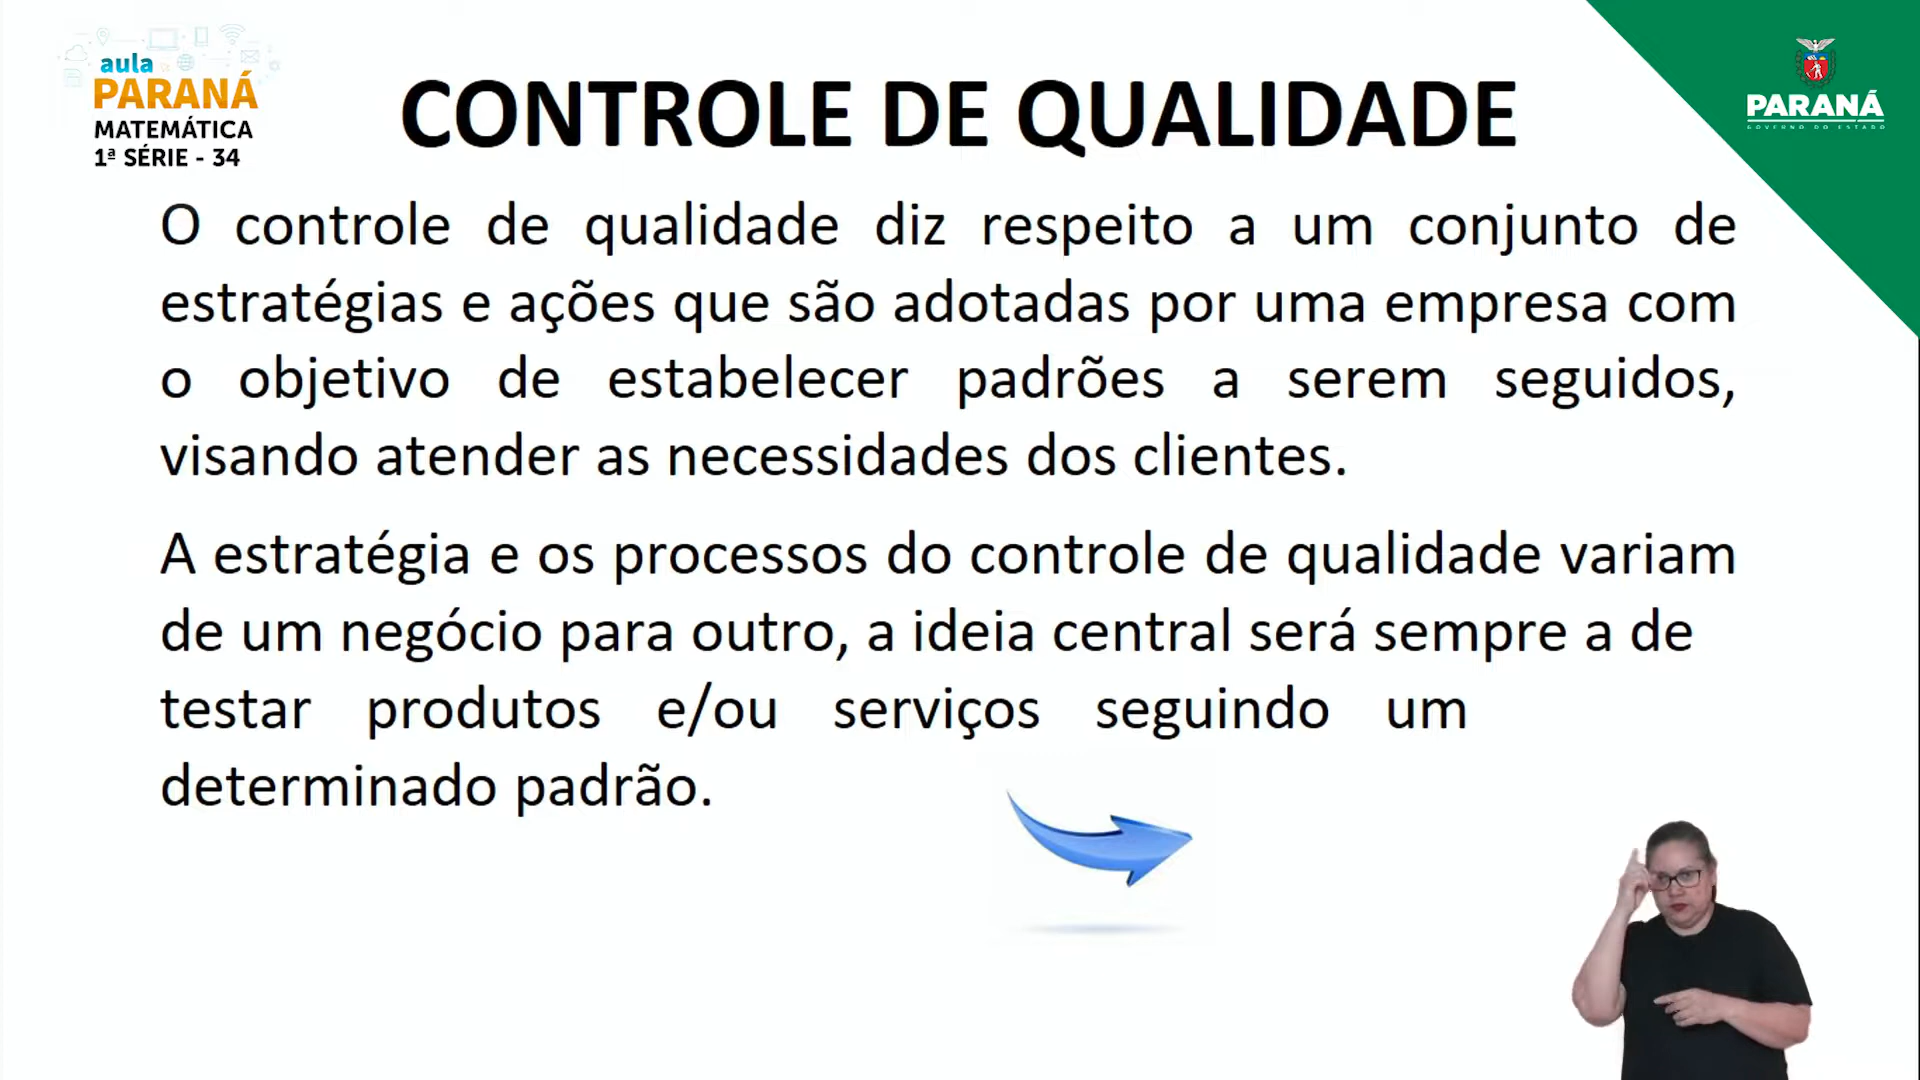 aula
PARANÁ
MATEMÁTICA
1ª SÉRIE - 34
CONTROLE DE QUALIDADE
PARANÁ
GOVERNO DO ESTADO
O controle de qualidade diz respeito a um conjunto de
estratégias e ações que são adotadas por uma empresa com
o objetivo de estabelecer padrões a serem seguidos,
visando atender as necessidades dos clientes.
A estratégia e os processos do controle de qualidade variam
de um negócio para outro, a ideia central será sempre a de
testar produtos e/ou serviços seguindo um
determinado padrão.